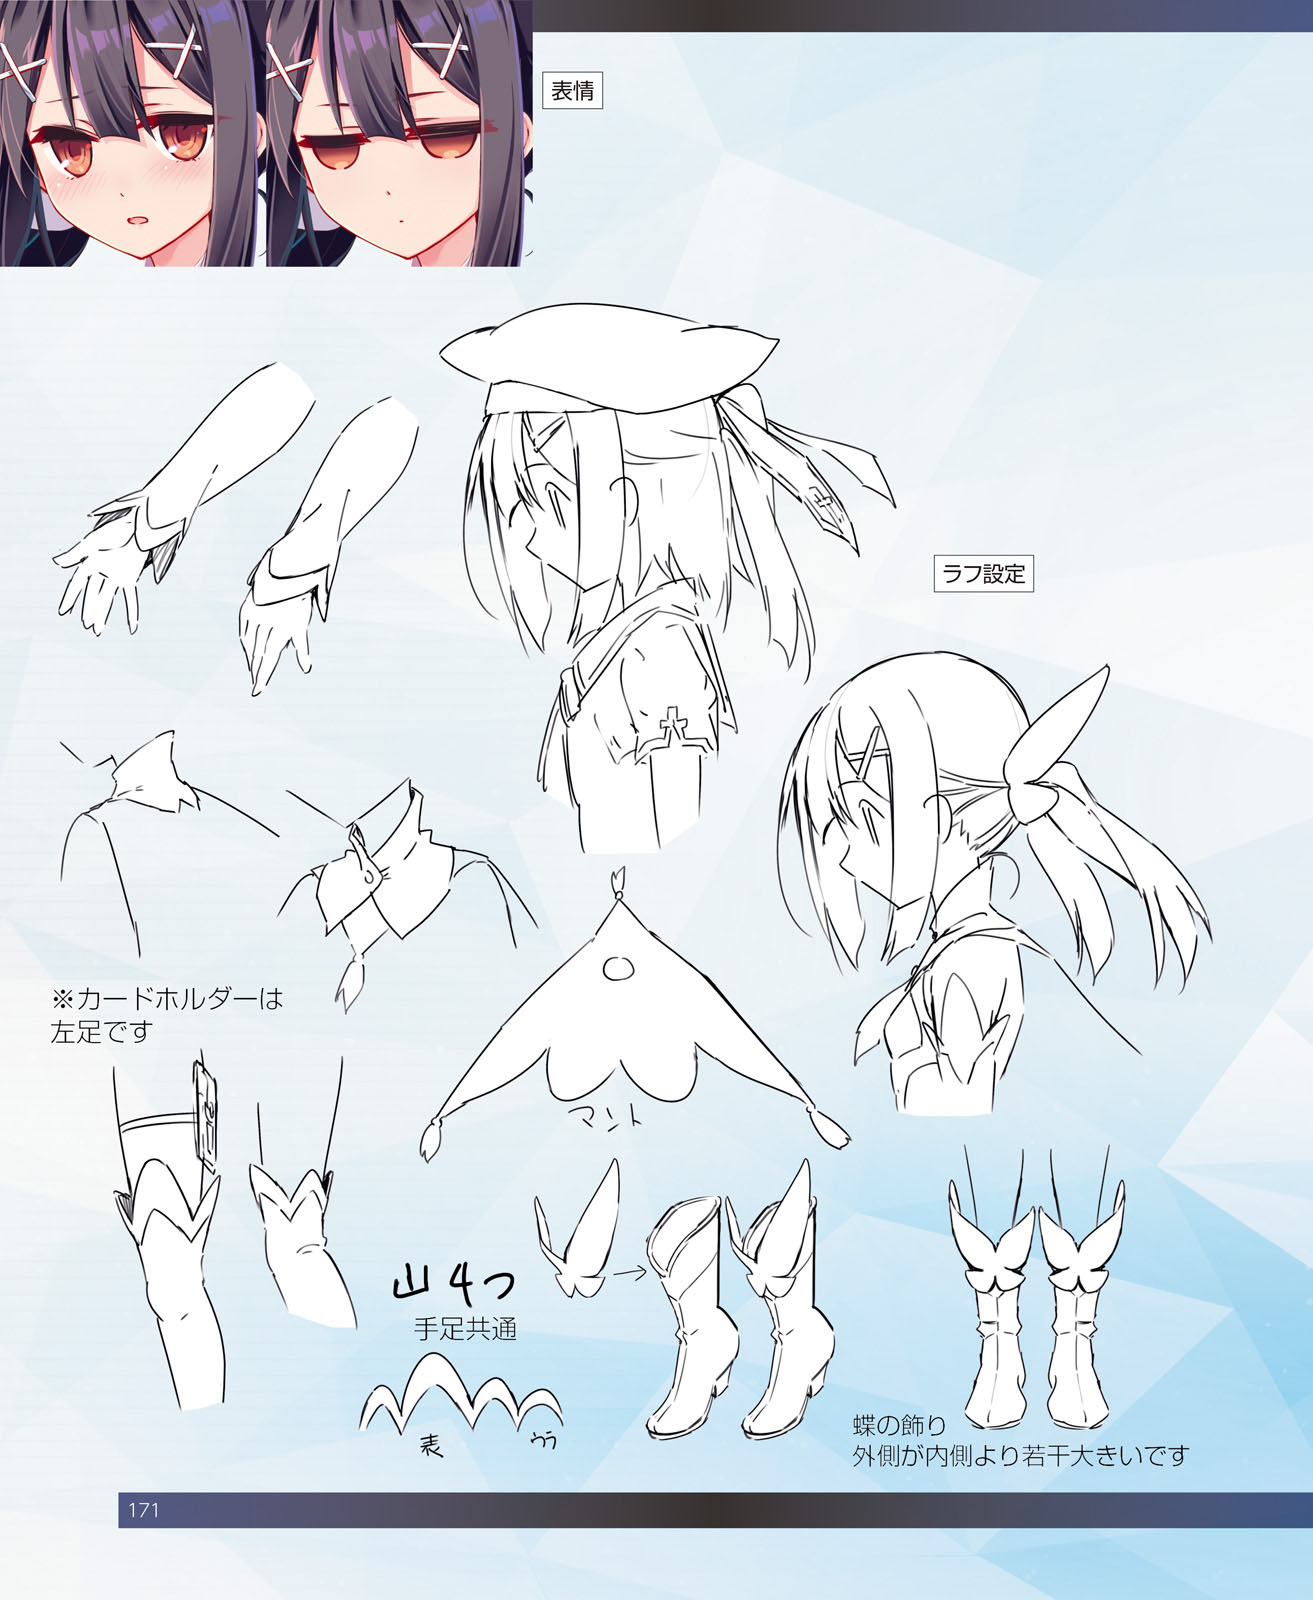 表情
ラフ設定
※カードホルダーは
左足です
マント
山4つ
手足共通
表
ウラ
蝶の飾り
外側が内側より若干大きいです
171